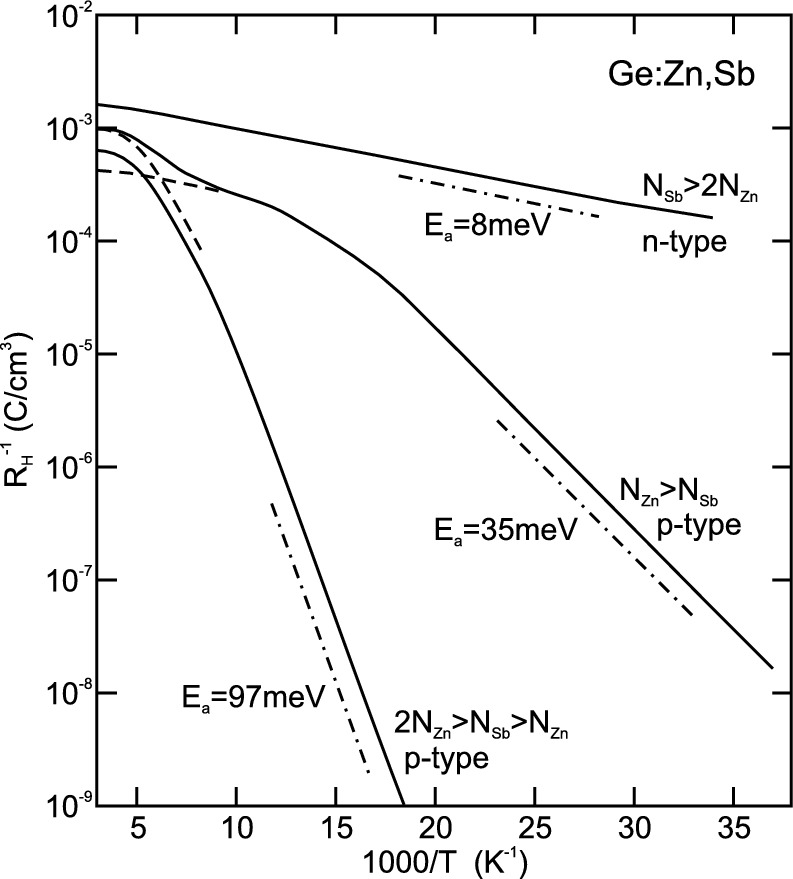 10⁻²
10⁻³
10⁻⁴
10⁻⁵
10⁻⁶
10⁻⁷
10⁻⁸
10⁻⁹
R_H⁻¹ (C/cm³)
Ge:Zn,Sb
N_Sb>2N_Zn
n-type
E_a=8meV
N_Zn>N_Sb
p-type
E_a=35meV
E_a=97meV
2N_Zn>N_Sb>N_Zn
p-type
5 10 15 20 25 30 35
1000/T (K⁻¹)